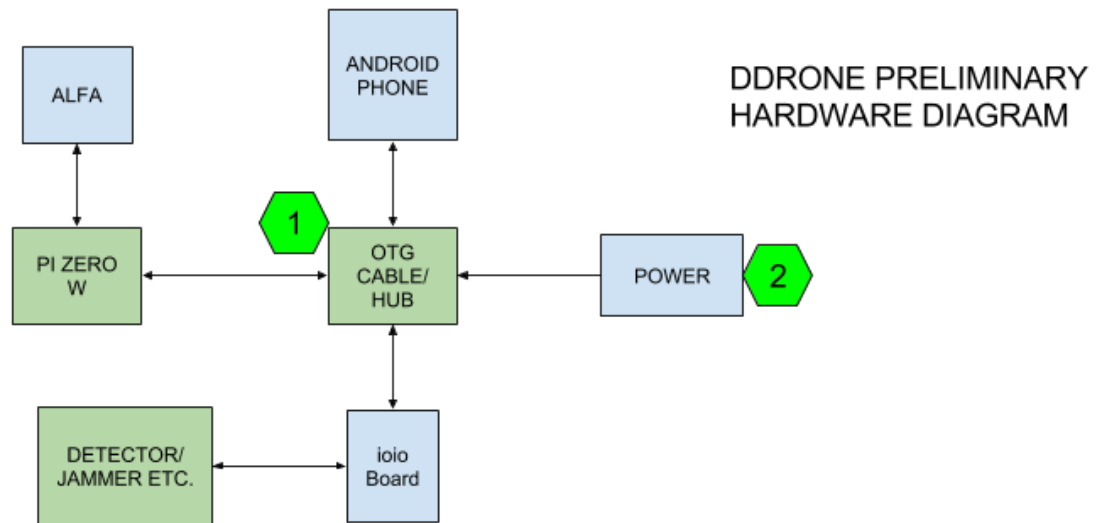 ALFA
ANDROID
PHONE
DDRONE PRELIMINARY
HARDWARE DIAGRAM
1
PI ZERO
W
OTG
CABLE/
HUB
POWER
2
DETECTOR/
JAMMER ETC.
ioio
Board